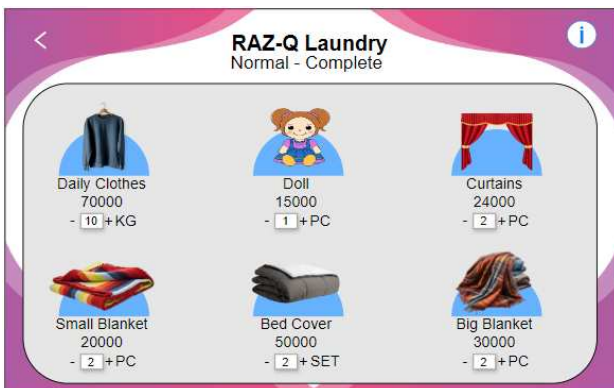 RAZ-Q Laundry
Normal - Complete
i
Daily Clothes
70000
- 10 + KG
Doll
15000
- 1 + PC
Curtains
24000
- 2 + PC
Small Blanket
20000
- 2 + PC
Bed Cover
50000
- 2 + SET
Big Blanket
30000
- 2 + PC